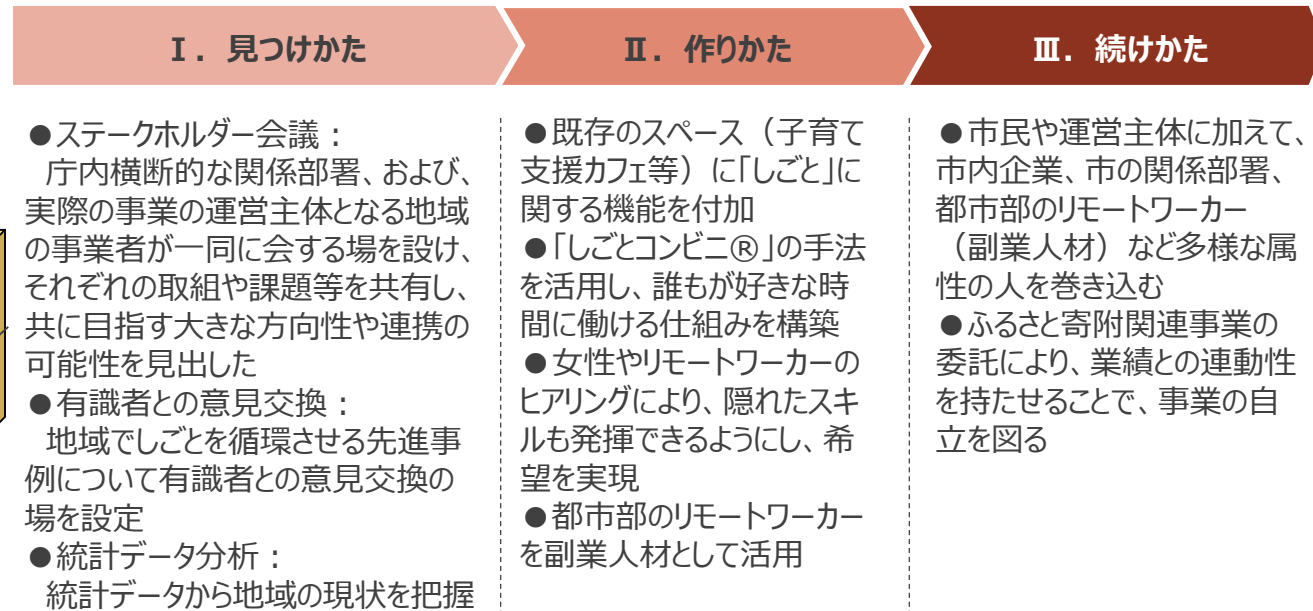 Ⅰ．見つけかた
Ⅱ．作りかた
Ⅲ．続けかた
●ステークホルダー会議：
庁内横断的な関係部署、および、
実際の事業の運営主体となる地域
の事業者が一同に会する場を設け、
それぞれの取組や課題等を共有し、
共に目指す大きな方向性や連携の
可能性を見出した
●有識者との意見交換：
地域でしごとを循環させる先進事
例について有識者との意見交換の
場を設定
●統計データ分析：
統計データから地域の現状を把握
●既存のスペース（子育て
支援カフェ等）に「しごと」に
関する機能を付加
●「しごとコンビニ®」の手法
を活用し、誰もが好きな時
間に働ける仕組みを構築
●女性やリモートワーカーの
ヒアリングにより、隠れたスキ
ルも発揮できるようにし、希
望を実現
●都市部のリモートワーカー
を副業人材として活用
●市民や運営主体に加えて、
市内企業、市の関係部署、
都市部のリモートワーカー
（副業人材）など多様な属
性の人を巻き込む
●ふるさと寄附関連事業の
委託により、業績との連動性
を持たせることで、事業の自
立を図る